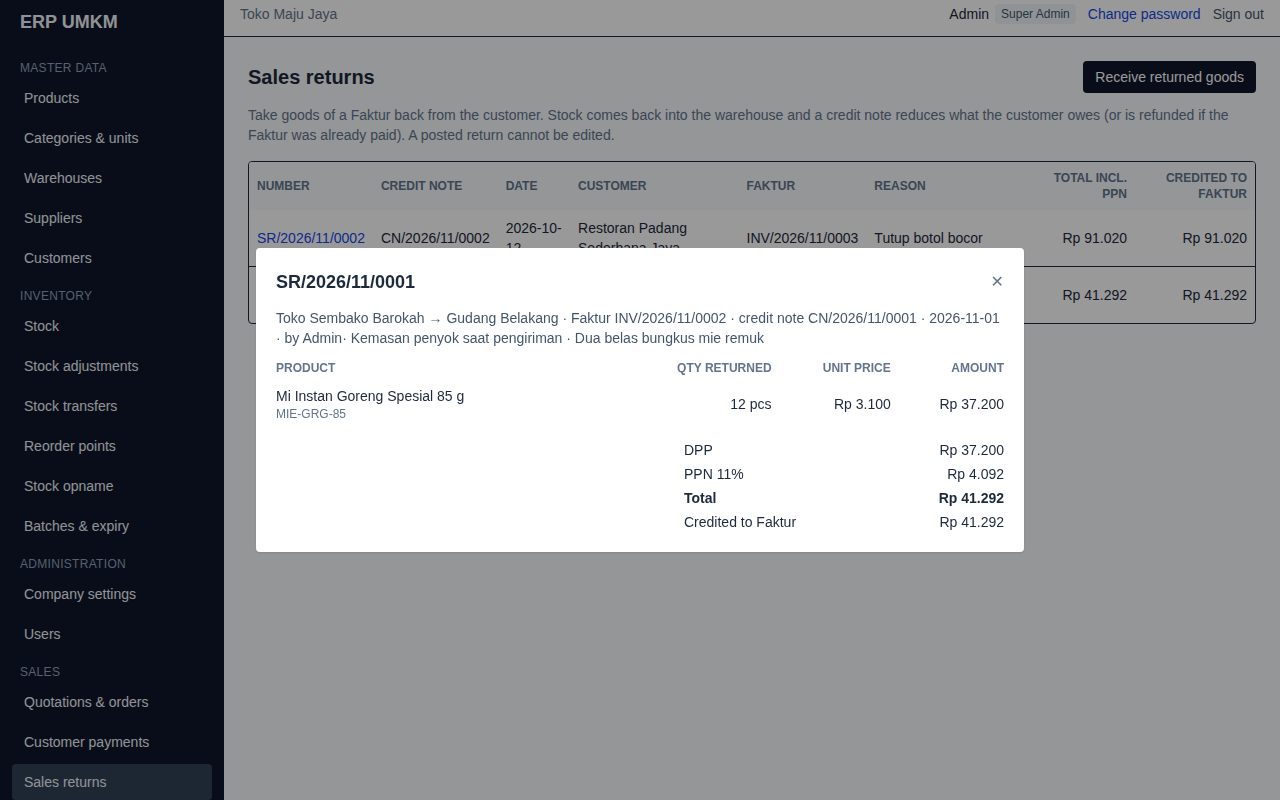 ERP UMKM
MASTER DATA
Products
Categories & units
Warehouses
Suppliers
Customers
INVENTORY
Stock
Stock adjustments
Stock transfers
Reorder points
Stock opname
Batches & expiry
ADMINISTRATION
Company settings
Users
SALES
Quotations & orders
Customer payments
Sales returns
Toko Maju Jaya
Admin Super Admin Change password Sign out
Sales returns
Receive returned goods
Take goods of a Faktur back from the customer. Stock comes back into the warehouse and a credit note reduces what the customer owes (or is refunded if the
Faktur was already paid). A posted return cannot be edited.
NUMBER CREDIT NOTE DATE CUSTOMER FAKTUR REASON TOTAL INCL. PPN CREDITED TO FAKTUR
SR/2026/11/0002 CN/2026/11/0002 2026-10-12 Restoran Padang Sederhana Jaya INV/2026/11/0003 Tutup botol bocor Rp 91.020 Rp 91.020
Rp 41.292 Rp 41.292
SR/2026/11/0001
×
Toko Sembako Barokah → Gudang Belakang · Faktur INV/2026/11/0002 · credit note CN/2026/11/0001 · 2026-11-01
· by Admin· Kemasan penyok saat pengiriman · Dua belas bungkus mie remuk
PRODUCT QTY RETURNED UNIT PRICE AMOUNT
Mi Instan Goreng Spesial 85 g 12 pcs Rp 3.100 Rp 37.200
MIE-GRG-85
DPP Rp 37.200
PPN 11% Rp 4.092
Total Rp 41.292
Credited to Faktur Rp 41.292